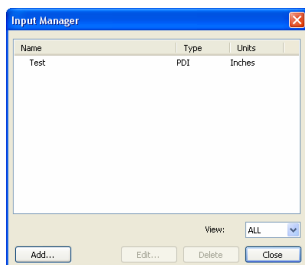 Input Manager
Name Type Units
Test PDI Inches
View: ALL
Add... Edit... Delete Close